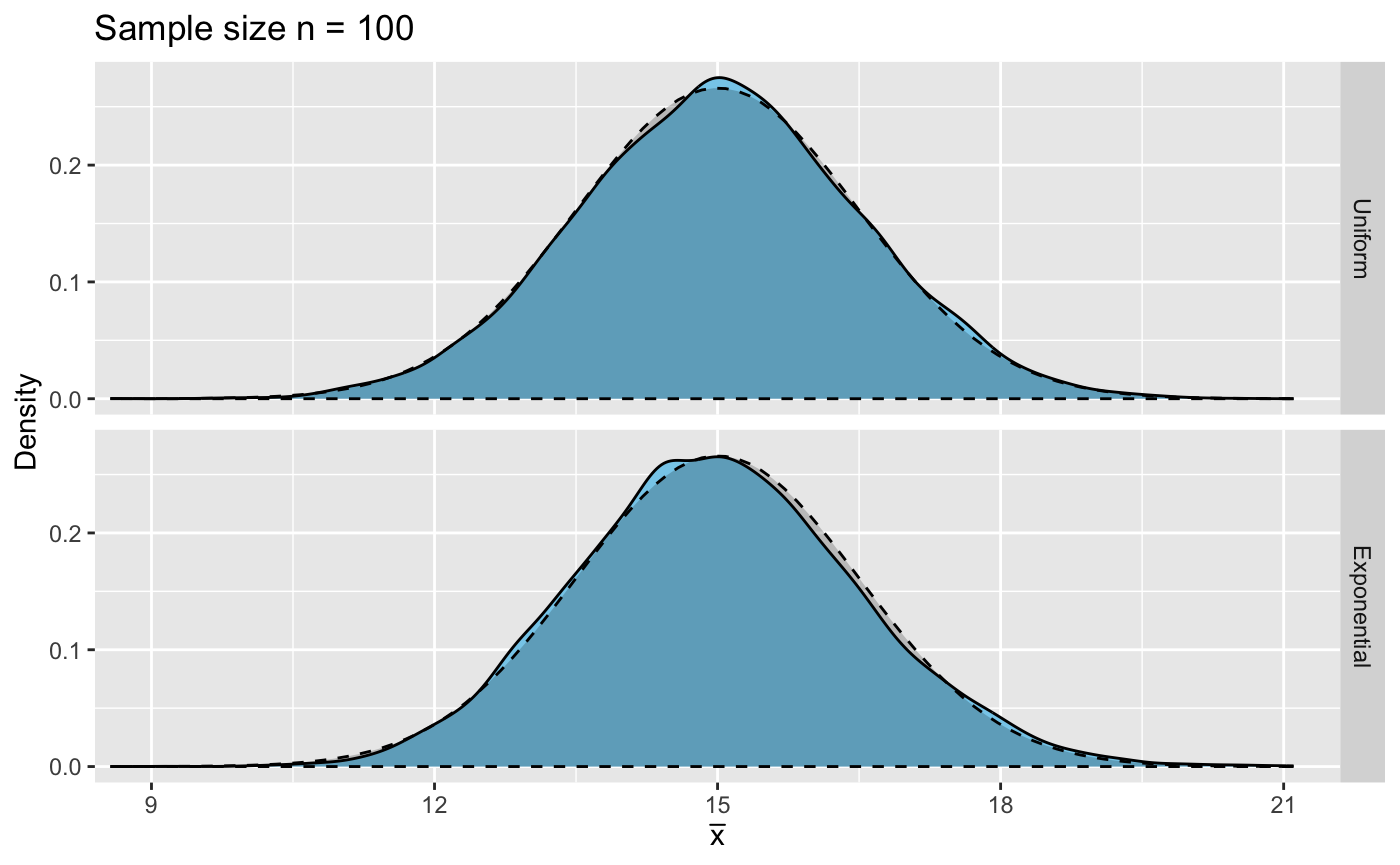 Sample size n = 100
Density
0.2
0.1
0.0
Uniform
0.2
0.1
0.0
Exponential
9 12 15 18 21
x̅